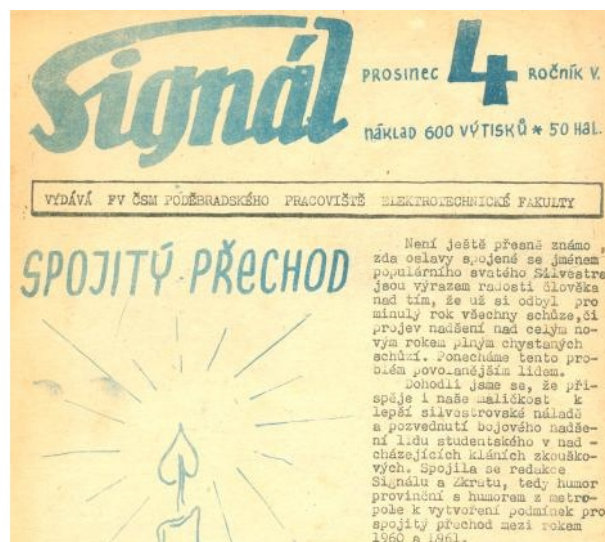 Signál
PROSINEC 4 ROČNÍK V.
NÁKLAD 600 VÝTISKŮ * 50 HAL.
VYDÁVÁ FV ČSM PODĚBRADSKÉHO PRACOVIŠTĚ ELEKTROTECHNICKÉ FAKULTY
SPOJITÝ PŘECHOD
Není ještě přesně známo,
zda oslavy spojené se jménem
populárního svatého Silvestra
jsou výrazem radosti člověka
nad tím, že už si odbyl pro
minulý rok všechny schůze, či
projev nadšení nad celým no-
vým rokem plným chystaných
schůzí. Ponecháme tento pro-
blém povolanějším lidem.
Dohodli jsme se, že při-
spěje i naše maličkost k
lepší silvestrovské náladě
a pozvednutí bojového nadše-
ní lidu studentského v nad -
cházejících kláních zkouško-
vých. Spojila se redakce
Signálu a Zkratu, tedy humor
provinční s humorem z metro-
pole k vytvoření podmínek pro
spojitý přechod mezi rokem
1960 a 1961.